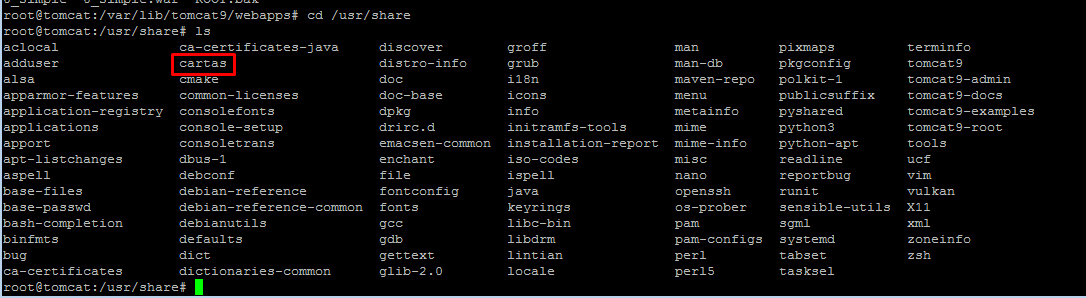 root@tomcat:/var/lib/tomcat9/webapps# cd /usr/share
root@tomcat:/usr/share# ls
aclocal ca-certificates-java discover groff man pixmaps terminfo
adduser cartas distro-info grub man-db pkgconfig tomcat9
alsa cmake doc i18n maven-repo polkit-1 tomcat9-admin
apparmor-features common-licenses doc-base icons menu publicsuffix tomcat9-docs
application-registry consolefonts dpkg info metainfo pyshared tomcat9-examples
applications console-setup drirc.d initramfs-tools mime python3 tomcat9-root
apport consoletrans emacsen-common installation-report mime-info python-apt tools
apt-listchanges dbus-1 enchant iso-codes misc readline ucf
aspell debconf file ispell nano reportbug vim
base-files debian-reference fontconfig java openssh runit vulkan
base-passwd debian-reference-common fonts keyrings os-prober sensible-utils X11
bash-completion debianutils gcc libc-bin pam sgml xml
binfmts defaults gdb libdrm pam-configs systemd zoneinfo
bug dict gettext lintian perl tabset zsh
ca-certificates dictionaries-common glib-2.0 locale perl5 tasksel
root@tomcat:/usr/share#